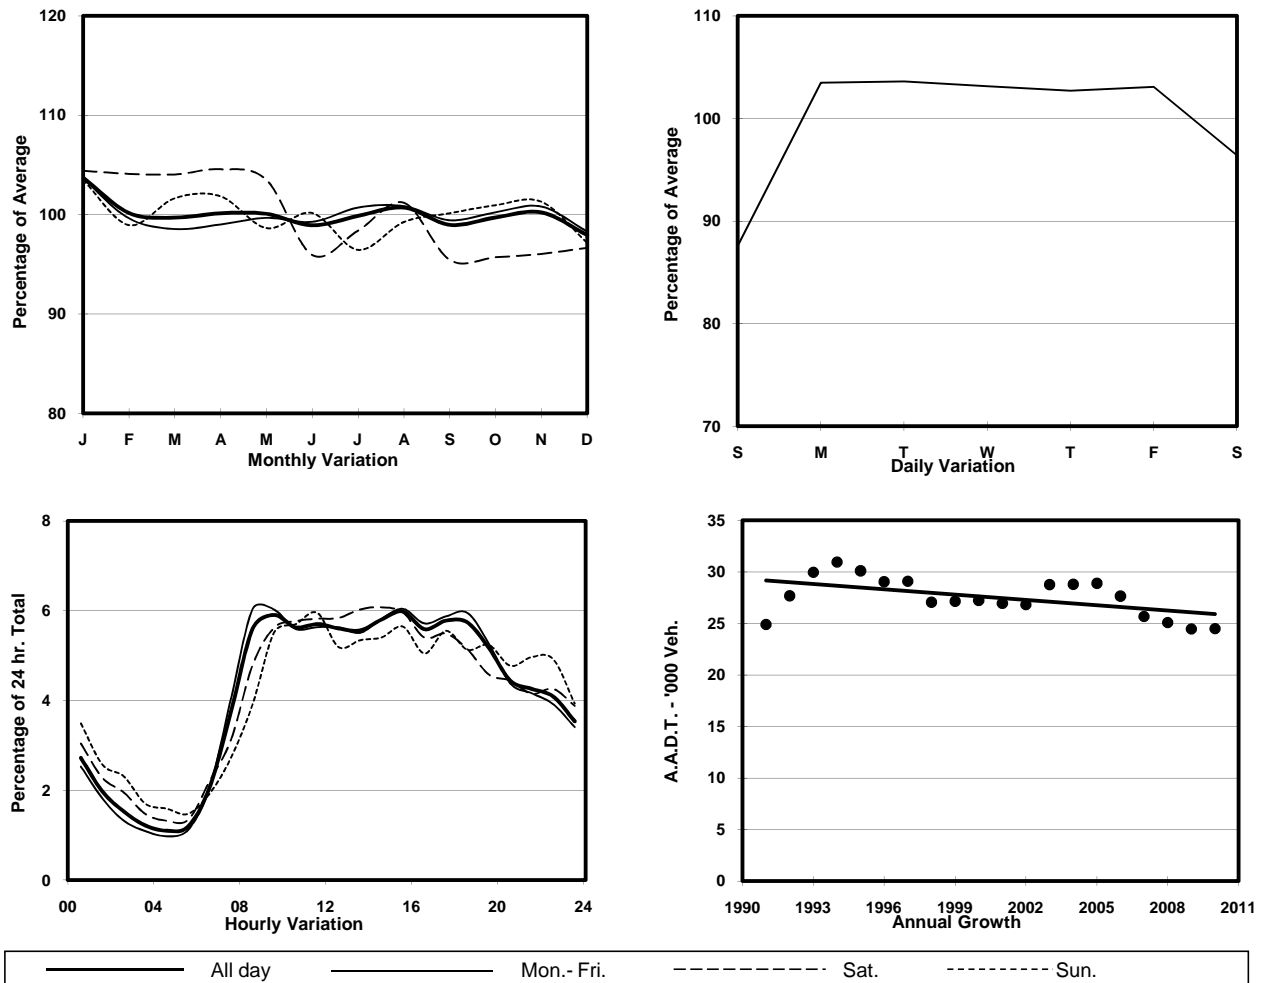 120
110
100
90
80
Percentage of Average
J F M A M J J A S O N D
Monthly Variation
110
100
90
80
70
Percentage of Average
S M T W T F S
Daily Variation
8
6
4
2
0
Percentage of 24 hr. Total
00 04 08 12 16 20 24
Hourly Variation
35
30
25
20
15
10
5
0
A.A.D.T. - '000 Veh.
1990 1993 1996 1999 2002 2005 2008 2011
Annual Growth
All day Mon.- Fri. Sat. Sun.